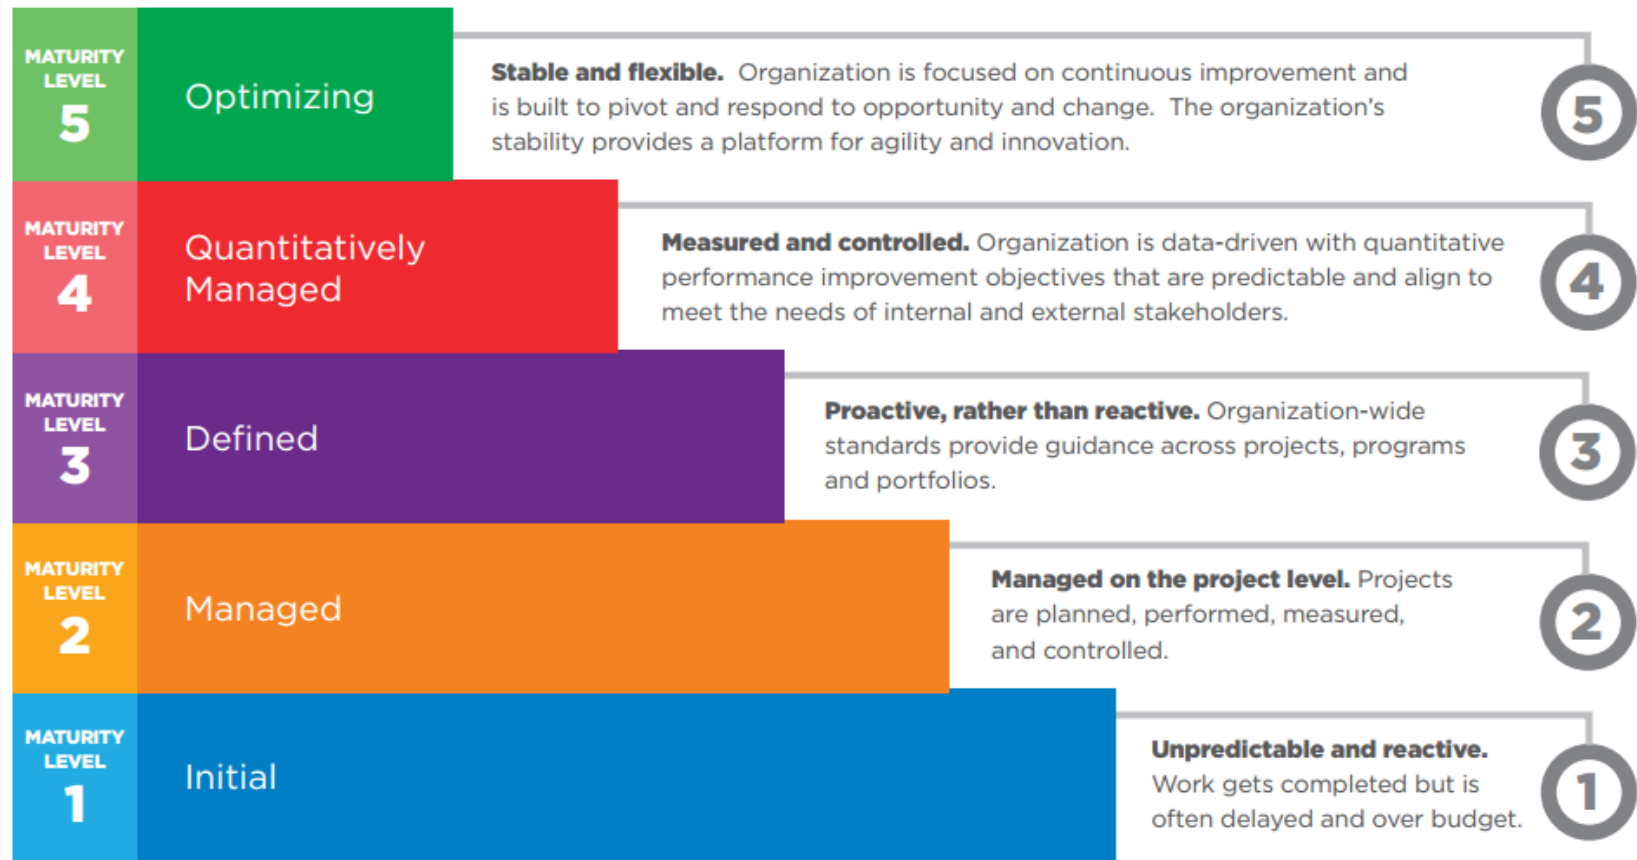 MATURITY
LEVEL
5
Optimizing
Stable and flexible. Organization is focused on continuous improvement and
is built to pivot and respond to opportunity and change. The organization's
stability provides a platform for agility and innovation.
5
MATURITY
LEVEL
4
Quantitatively
Managed
Measured and controlled. Organization is data-driven with quantitative
performance improvement objectives that are predictable and align to
meet the needs of internal and external stakeholders.
4
MATURITY
LEVEL
3
Defined
Proactive, rather than reactive. Organization-wide
standards provide guidance across projects, programs
and portfolios.
3
MATURITY
LEVEL
2
Managed
Managed on the project level. Projects
are planned, performed, measured,
and controlled.
2
MATURITY
LEVEL
1
Initial
Unpredictable and reactive.
Work gets completed but is
often delayed and over budget.
1